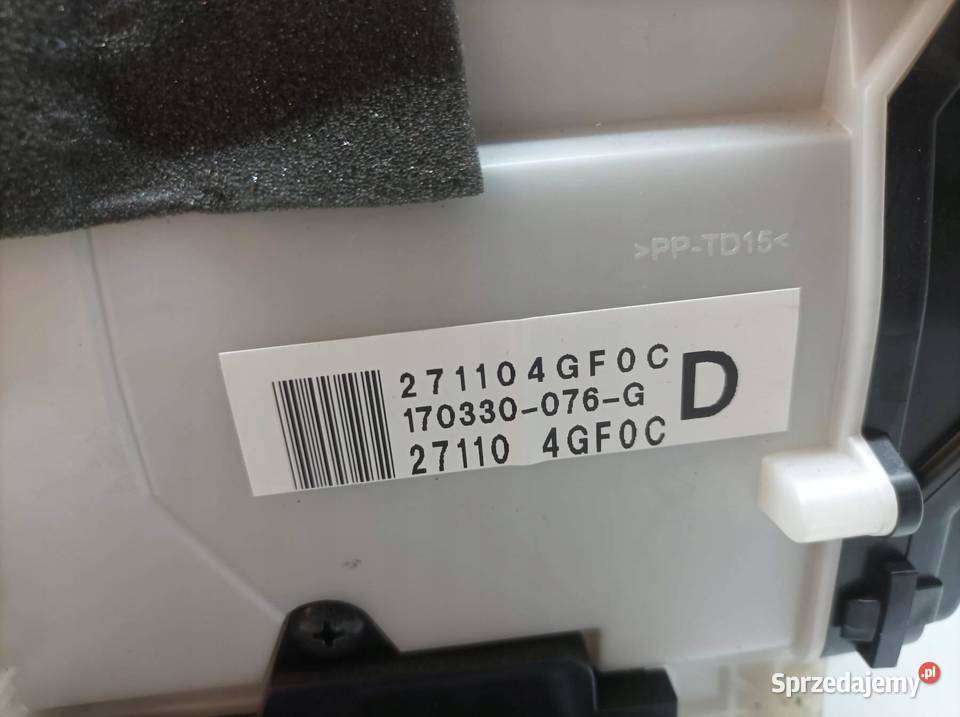 >PP-TD15<
271104GF0C
170330-076-G
27110 4GF0C
D
Sprzedajemy.pl